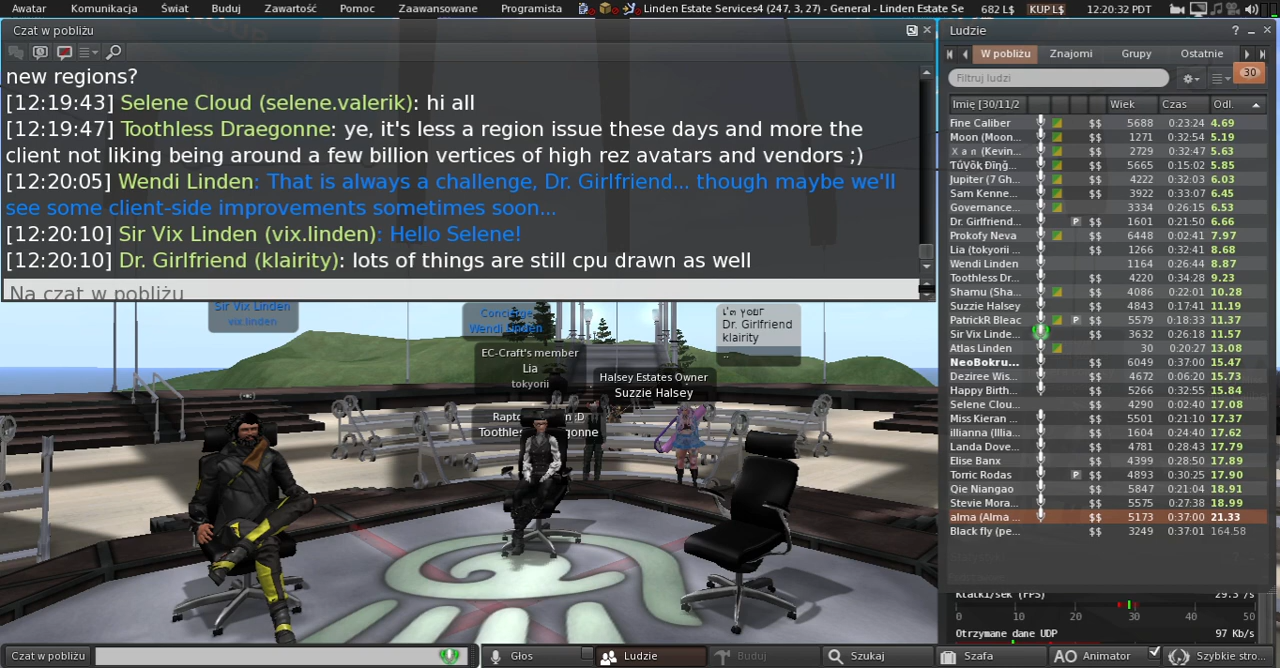 Awatar Komunikacja Świat Buduj Zawartość Pomoc Zaawansowane Programista Linden Estate Services4 (247, 3, 27) - General - Linden Estate Se 682 L$ KUP L$ 12:20:32 PDT
Czat w pobliżu
new regions?
[12:19:43] Selene Cloud (selene.valerik): hi all
[12:19:47] Toothless Draegonne: ye, it's less a region issue these days and more the
client not liking being around a few billion vertices of high rez avatars and vendors ;)
[12:20:05] Wendi Linden: That is always a challenge, Dr. Girlfriend... though maybe we'll
see some client-side improvements sometimes soon...
[12:20:10] Sir Vix Linden (vix.linden): Hello Selene!
[12:20:10] Dr. Girlfriend (klairity): lots of things are still cpu drawn as well
Na czat w pobliżu
Sir Vix Linden
vix linden
Concierge
Wendi Linden
I'm your
Dr. Girlfriend
klairity
EC-Craft's member
Lia
tokyorii
Halsey Estates Owner
Suzzie Halsey
Ludzie
W pobliżu Znajomi Grupy Ostatnie
Filtruj ludzi
30
Imię [30/11/2 Wiek Czas Odl.
Fine Caliber $$ 5688 0:23:24 4.69
Moon (Moon... $$ 1271 0:32:54 5.19
X a n (Kevin... $$ 2729 0:32:47 5.63
$$ 5665 0:15:02 5.85
Jupiter (7 Gh... $$ 4222 0:32:03 6.03
Sam Kenne... $$ 3922 0:33:07 6.45
Governance... 3334 0:26:15 6.53
Dr. Girlfriend... P $$ 1601 0:21:50 6.66
Prokofy Neva $$ 6448 0:02:41 7.97
Lia (tokyorii ... $$ 1266 0:32:41 8.68
Wendi Linden 1164 0:26:44 8.87
Toothless Dr... $$ 4220 0:34:28 9.23
Shamu (Sha... $$ 4086 0:22:01 10.28
Suzzie Halsey $$ 4843 0:17:41 11.19
PatrickR Bleac P $$ 5579 0:18:33 11.37
Sir Vix Linde... $$ 3632 0:26:18 11.57
Atlas Linden 30 0:20:27 13.08
NeoBokru... $$ 6049 0:37:00 15.47
Deziree Wis... $$ 4672 0:06:20 15.73
Happy Birth... $$ 5266 0:32:55 15.84
Selene Clou... $$ 4290 0:02:40 17.08
Miss Kieran ... $$ 5501 0:21:10 17.37
illianna (Illia... $$ 1604 0:24:40 17.62
Landa Dove... $$ 4781 0:28:43 17.79
Elise Banx $$ 4399 0:28:50 17.89
Torric Rodas P $$ 4893 0:30:25 17.90
Qie Niangao $$ 5847 0:21:04 18.91
Stevie Mora... $$ 5575 0:27:38 18.99
alma (Alma ... $$ 5173 0:37:00 21.33
Black fly (pe... $$ 3249 0:37:01 164.58
Klatki/sek (FPS) 29.3 /s
0 10 20 30 40 50
Otrzymane dane UDP 97 Kb/s
Czat w pobliżu Głos Ludzie Buduj Szukaj Szafa AO Animator Szybkie stro...